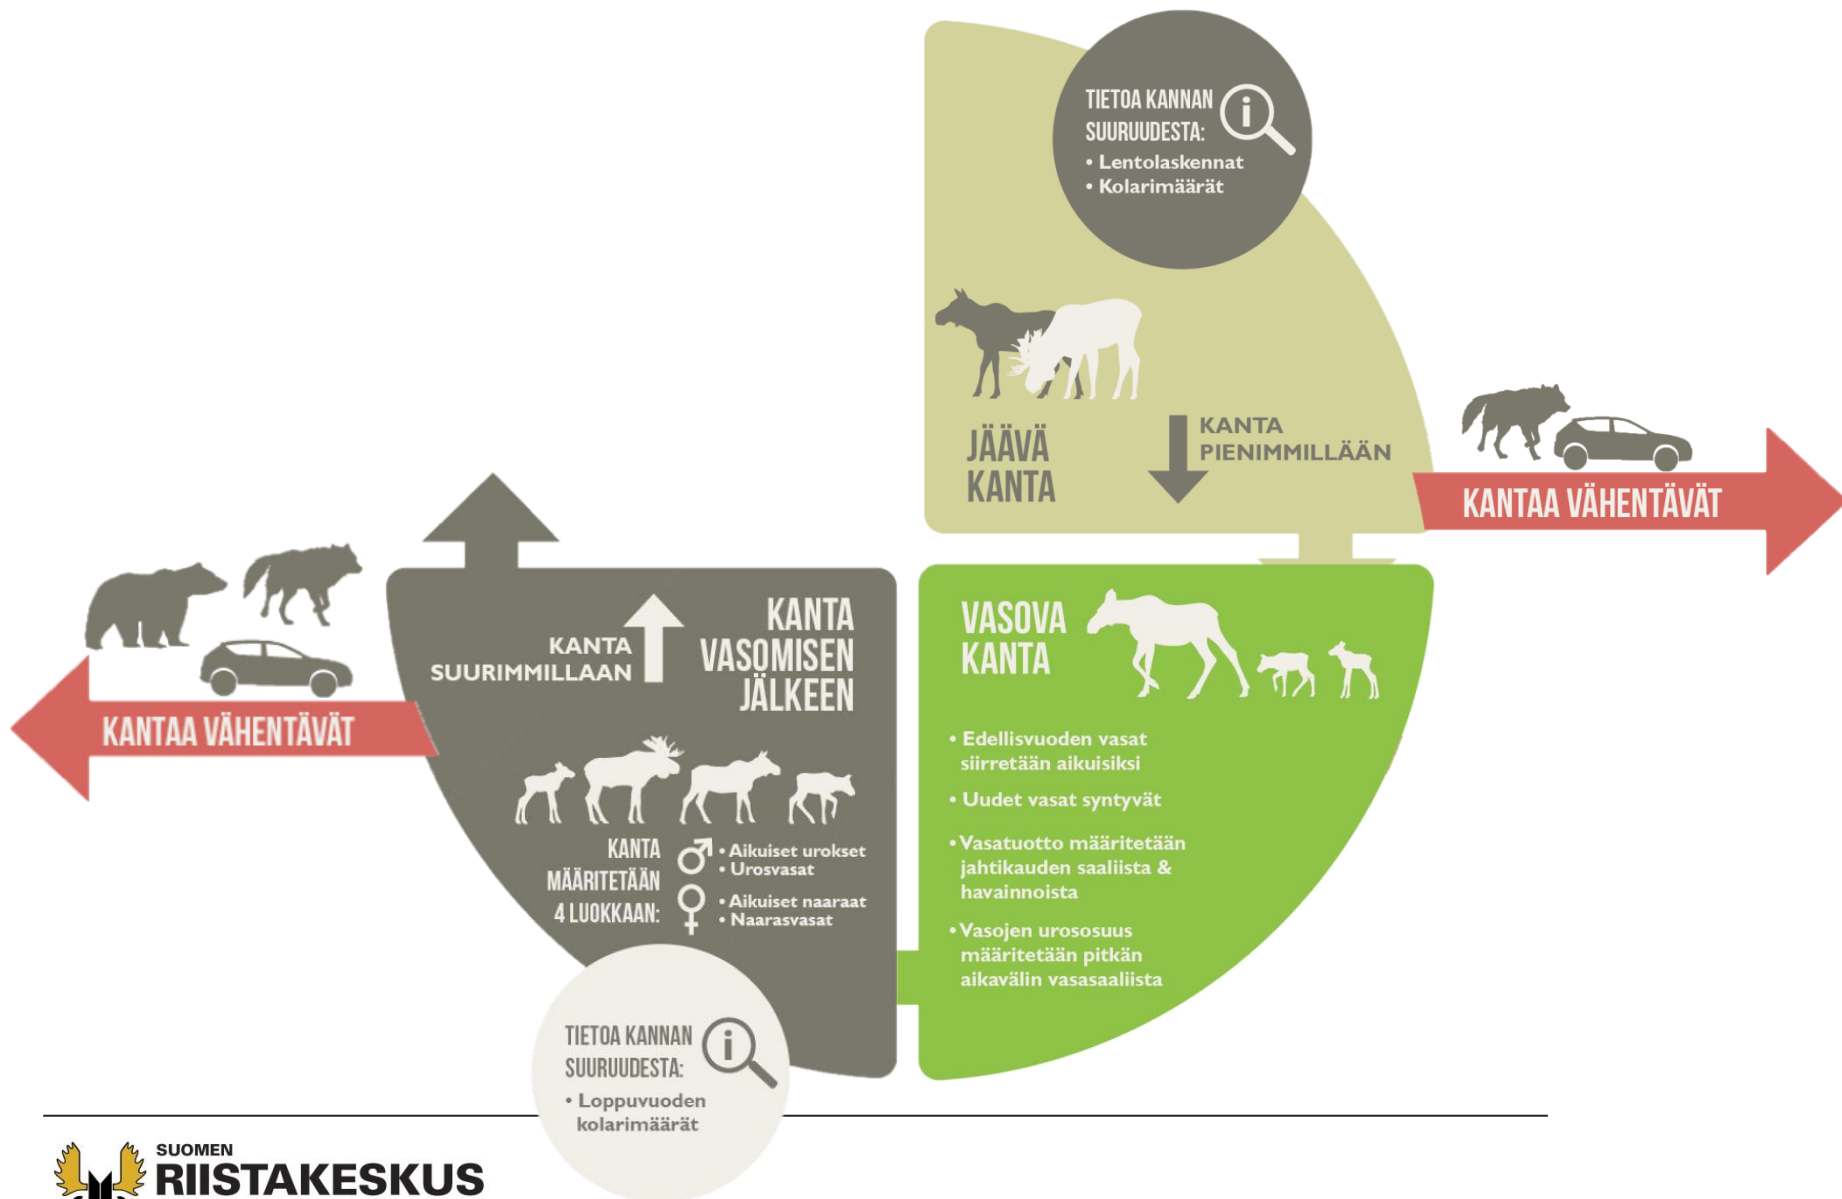 TIETOA KANNAN
SUURUUDESTA:
• Lentolaskennat
• Kolarimäärät
JÄÄVÄ
KANTA
KANTA
PIENIMMILLÄÄN
KANTAA VÄHENTÄVÄT
VASOVA
KANTA
• Edellisvuoden vasat
siirretään aikuisiksi
• Uudet vasat syntyvät
• Vasatuotto määritetään
jahtikauden saaliista &
havainnoista
• Vasojen urososuus
määritetään pitkän
aikavälin vasasaaliista
KANTA
VASOMISEN
JÄLKEEN
KANTA
SUURIMMILLAAN
KANTA
MÄÄRITETÄÄN
4 LUOKKAAN:
• Aikuiset urokset
• Urosvasat
• Aikuiset naaraat
• Naarasvasat
KANTAA VÄHENTÄVÄT
TIETOA KANNAN
SUURUUDESTA:
• Loppuvuoden
kolarimäärät
SUOMEN
RIISTAKESKUS